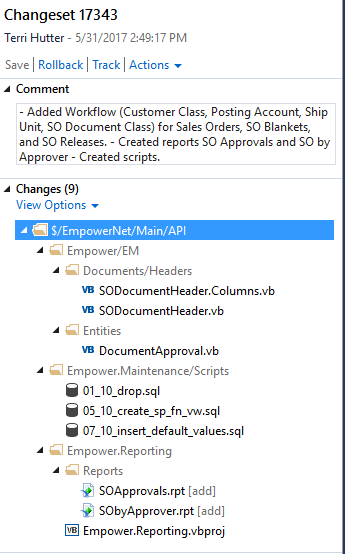 Changeset 17343
Terri Hutter - 5/31/2017 2:49:17 PM
Save | Rollback | Track | Actions
Comment
- Added Workflow (Customer Class, Posting Account, Ship
Unit, SO Document Class) for Sales Orders, SO Blankets,
and SO Releases. - Created reports SO Approvals and SO by
Approver - Created scripts.
Changes (9)
View Options
$/EmpowerNet/Main/API
Empower/EM
Documents/Headers
VB SODocumentHeader.Columns.vb
VB SODocumentHeader.vb
Entities
VB DocumentApproval.vb
Empower.Maintenance/Scripts
01_10_drop.sql
05_10_create_sp_fn_vw.sql
07_10_insert_default_values.sql
Empower.Reporting
Reports
SOApprovals.rpt [add]
SObyApprover.rpt [add]
VB Empower.Reporting.vbproj